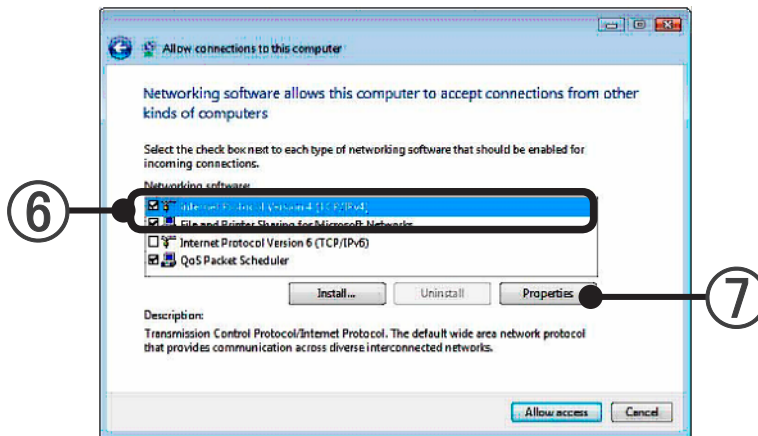 Allow connections to this computer
Networking software allows this computer to accept connections from other
kinds of computers
Select the check box next to each type of networking software that should be enabled for
incoming connections.
Networking software:
6
Internet Protocol Version 4 (TCP/IPv4)
File and Printer Sharing for Microsoft Networks
Internet Protocol Version 6 (TCP/IPv6)
QoS Packet Scheduler
Install...
Uninstall
Properties
7
Description:
Transmission Control Protocol/Internet Protocol. The default wide area network protocol
that provides communication across diverse interconnected networks.
Allow access
Cancel